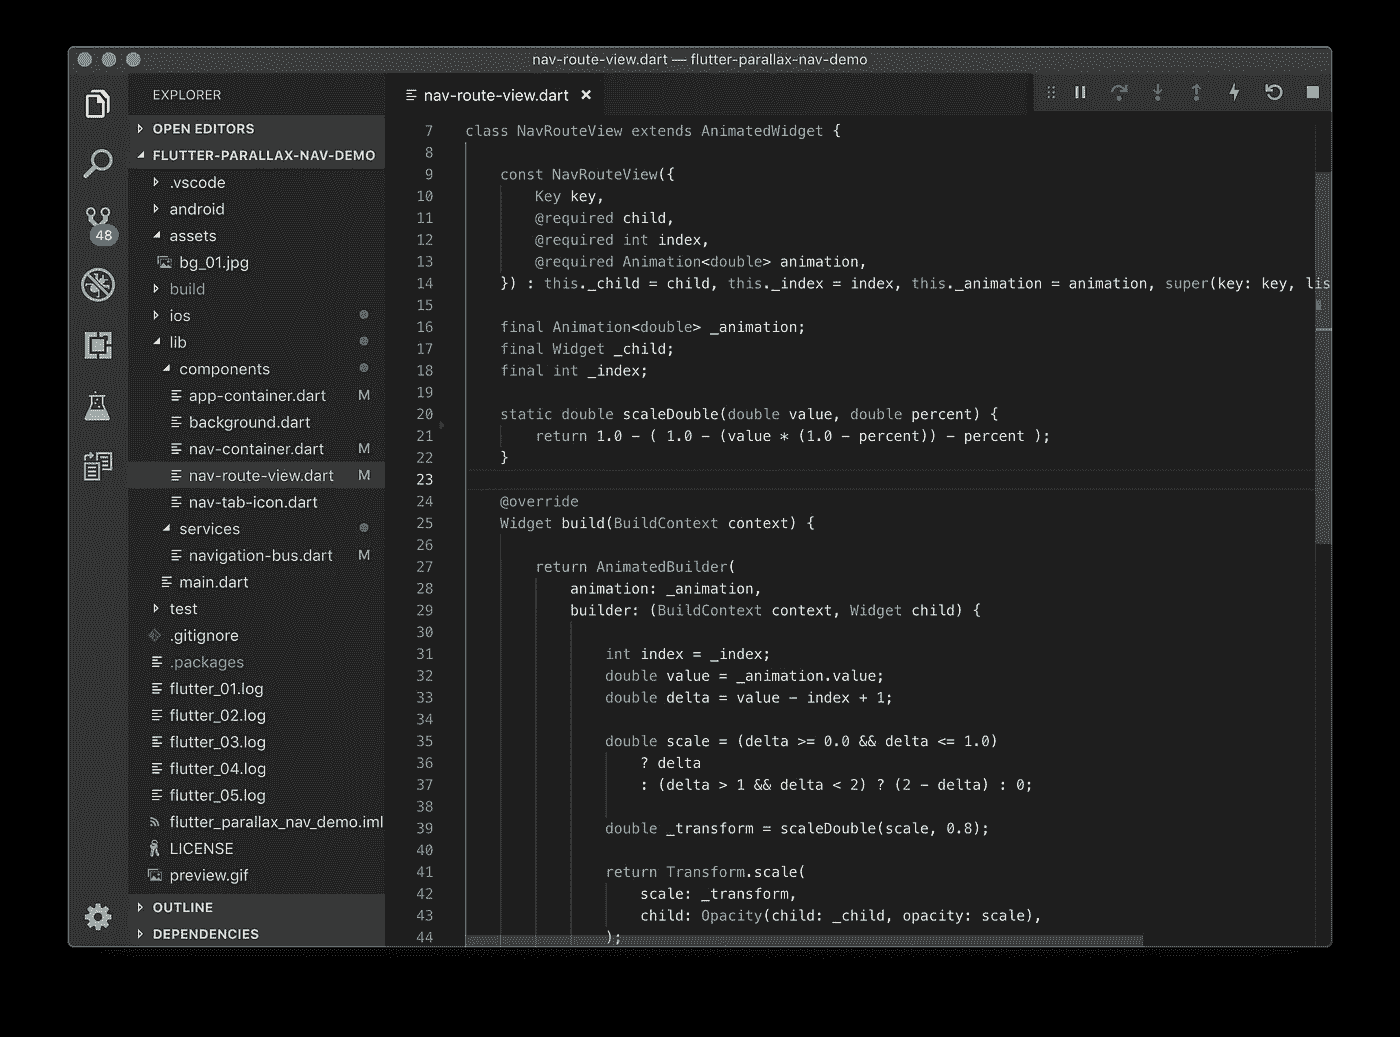 nav-route-view.dart — flutter-parallax-nav-demo
EXPLORER
OPEN EDITORS
FLUTTER-PARALLAX-NAV-DEMO
.vscode
android
assets
bg_01.jpg
build
ios
lib
components
app-container.dart M
background.dart
nav-container.dart M
nav-route-view.dart M
nav-tab-icon.dart
services
navigation-bus.dart M
main.dart
test
.gitignore
.packages
flutter_01.log
flutter_02.log
flutter_03.log
flutter_04.log
flutter_05.log
flutter_parallax_nav_demo.iml
LICENSE
preview.gif
OUTLINE
DEPENDENCIES
48
nav-route-view.dart ×
7 class NavRouteView extends AnimatedWidget {
8
9 const NavRouteView({
10 Key key,
11 @required child,
12 @required int index,
13 @required Animation<double> animation,
14 }) : this._child = child, this._index = index, this._animation = animation, super(key: key, lis
15
16 final Animation<double> _animation;
17 final Widget _child;
18 final int _index;
19
20 static double scaleDouble(double value, double percent) {
21 return 1.0 - ( 1.0 - (value * (1.0 - percent)) - percent );
22 }
23
24 @override
25 Widget build(BuildContext context) {
26
27 return AnimatedBuilder(
28 animation: _animation,
29 builder: (BuildContext context, Widget child) {
30
31 int index = _index;
32 double value = _animation.value;
33 double delta = value - index + 1;
34
35 double scale = (delta >= 0.0 && delta <= 1.0)
36 ? delta
37 : (delta > 1 && delta < 2) ? (2 - delta) : 0;
38
39 double _transform = scaleDouble(scale, 0.8);
40
41 return Transform.scale(
42 scale: _transform,
43 child: Opacity(child: _child, opacity: scale),
44 );